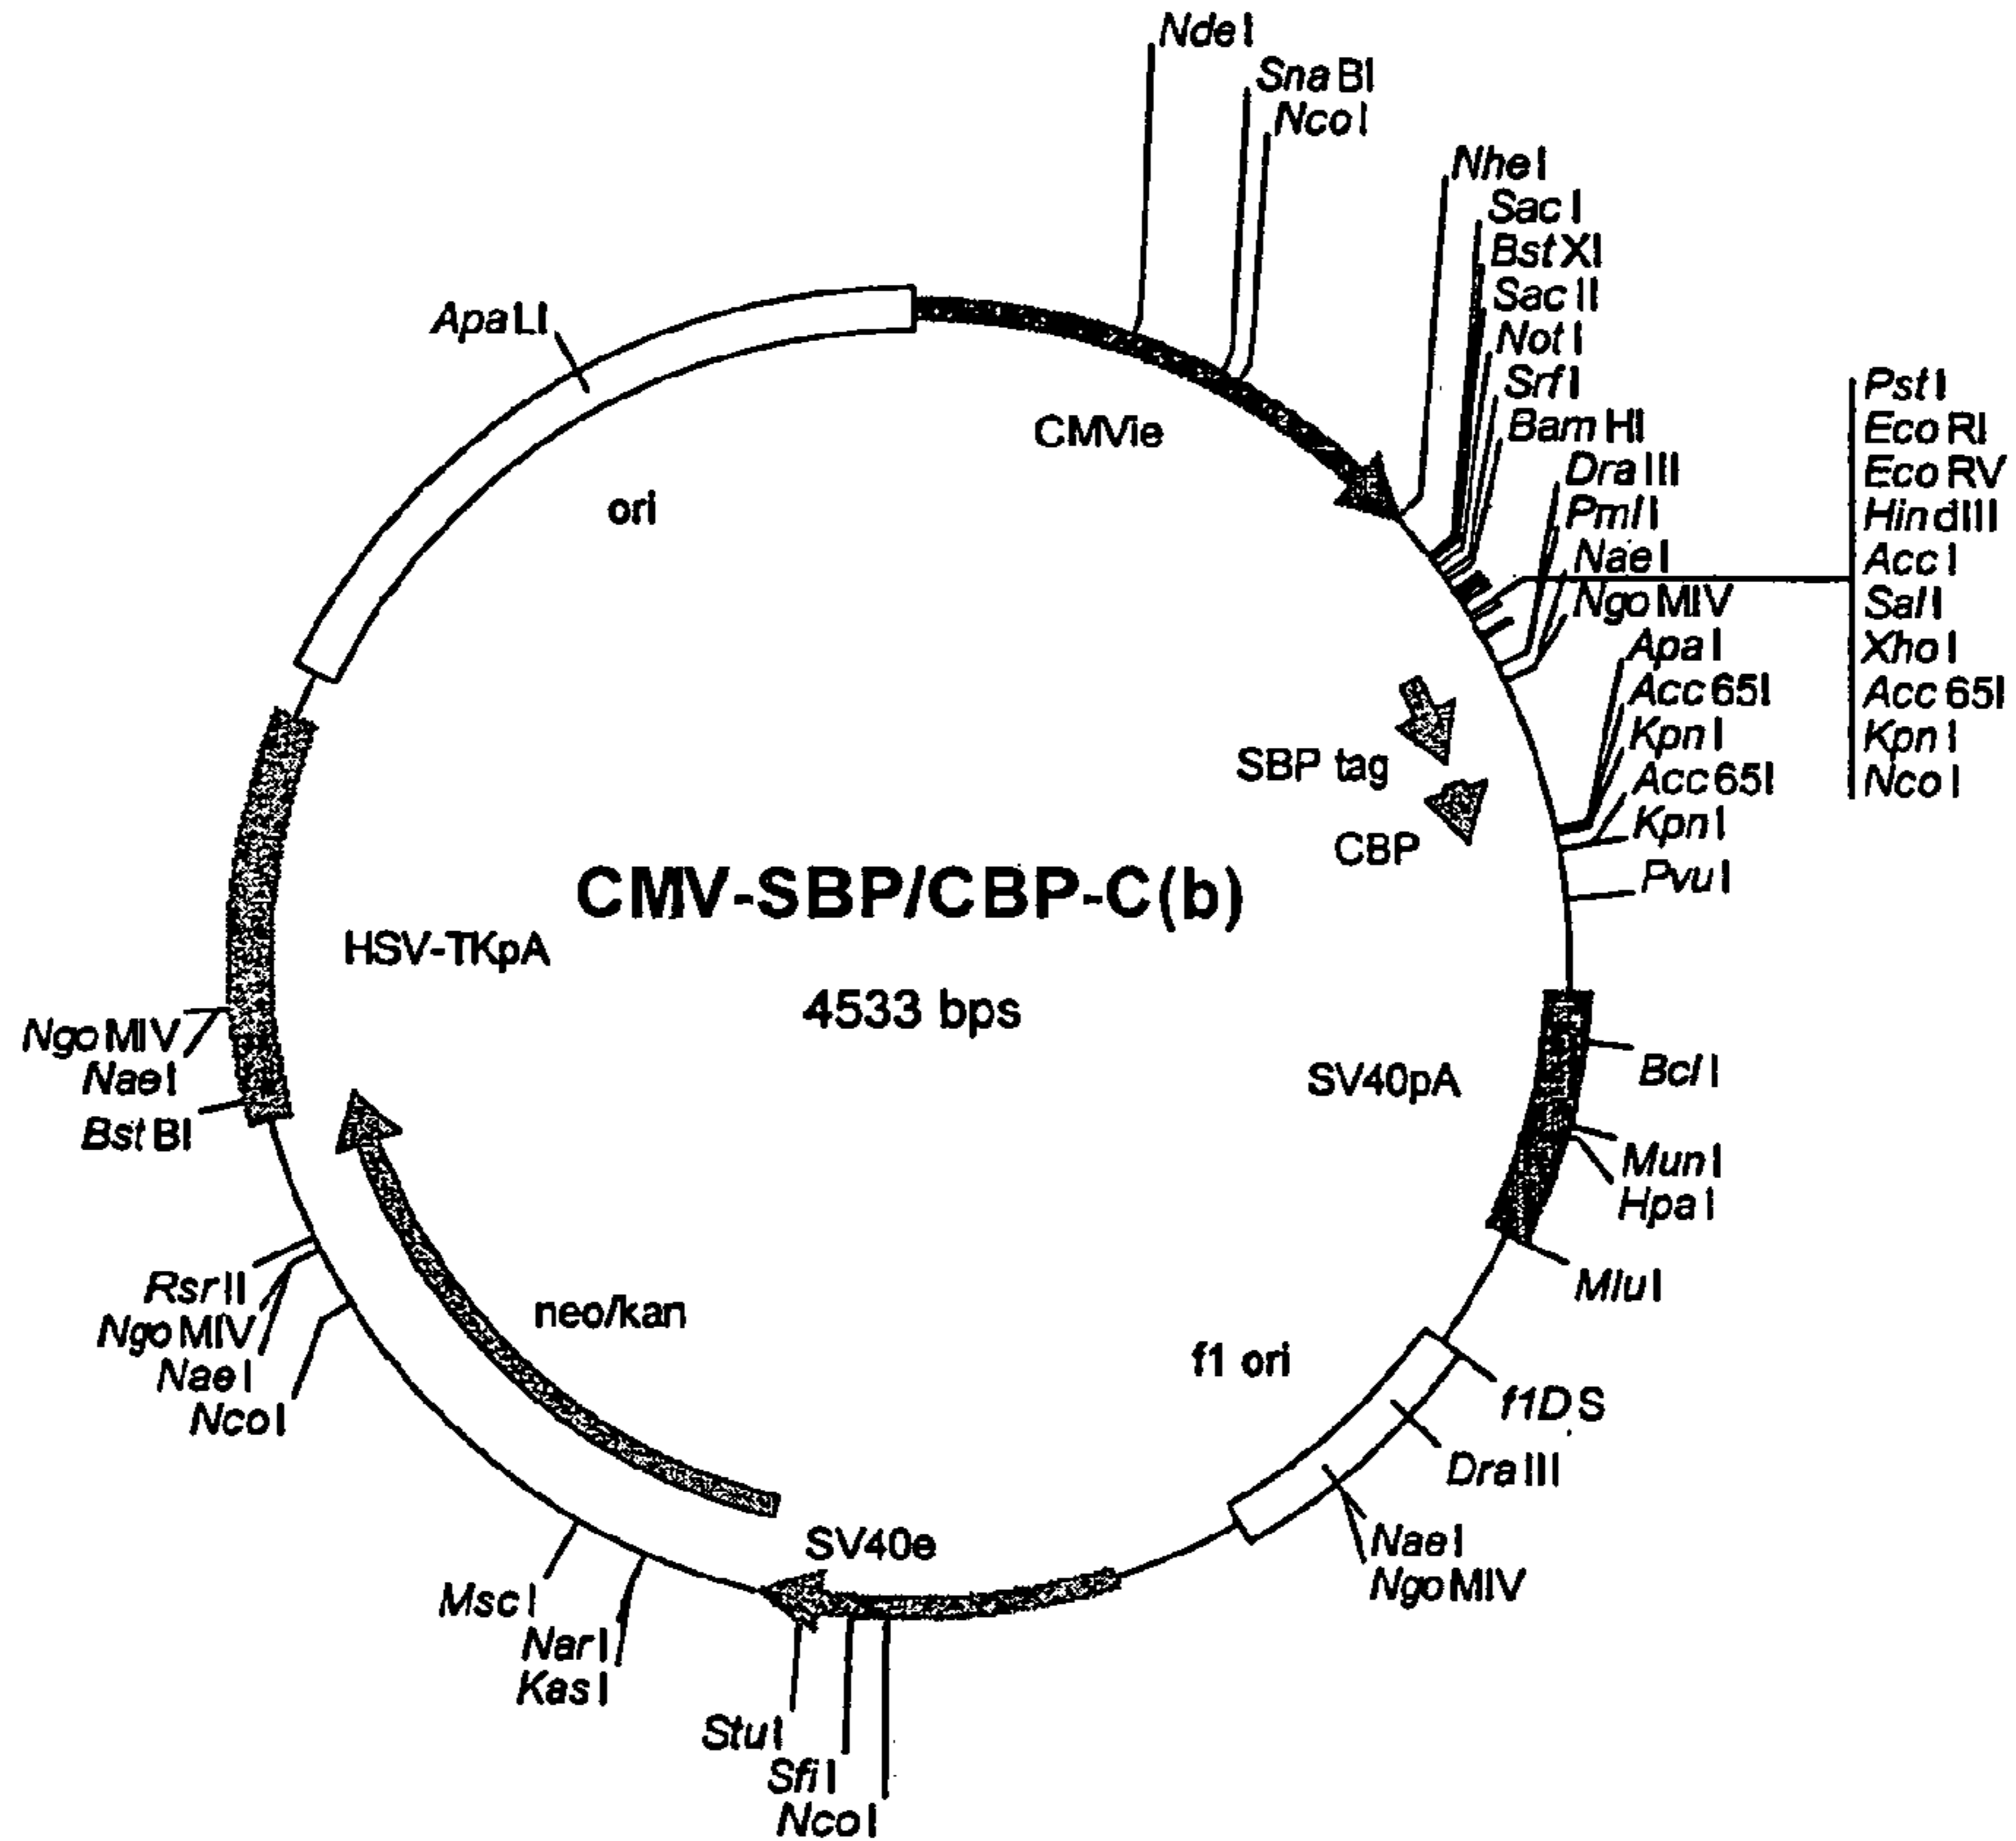 NdeI
SnaBI
NcoI
NheI
SacI
BstXI
SacII
NotI
SrfI
BamHI
DraIII
PmlI
NaeI
NgoMIV
PstI
EcoRI
EcoRV
HindIII
AccI
SalI
XhoI
Acc65I
KpnI
NcoI
ApaI
Acc65I
KpnI
Acc65I
KpnI
PvuI
ApaLI
CMVie
ori
SBP tag
CBP
CMV-SBP/CBP-C(b)
4533 bps
HSV-TKpA
NgoMIV
NaeI
BstBI
SV40pA
BclI
MunI
HpaI
MluI
RsrII
NgoMIV
NaeI
NcoI
neo/kan
f1 ori
f1DS
DraIII
NaeI
NgoMIV
SV40e
MscI
NarI
KasI
StuI
SfiI
NcoI